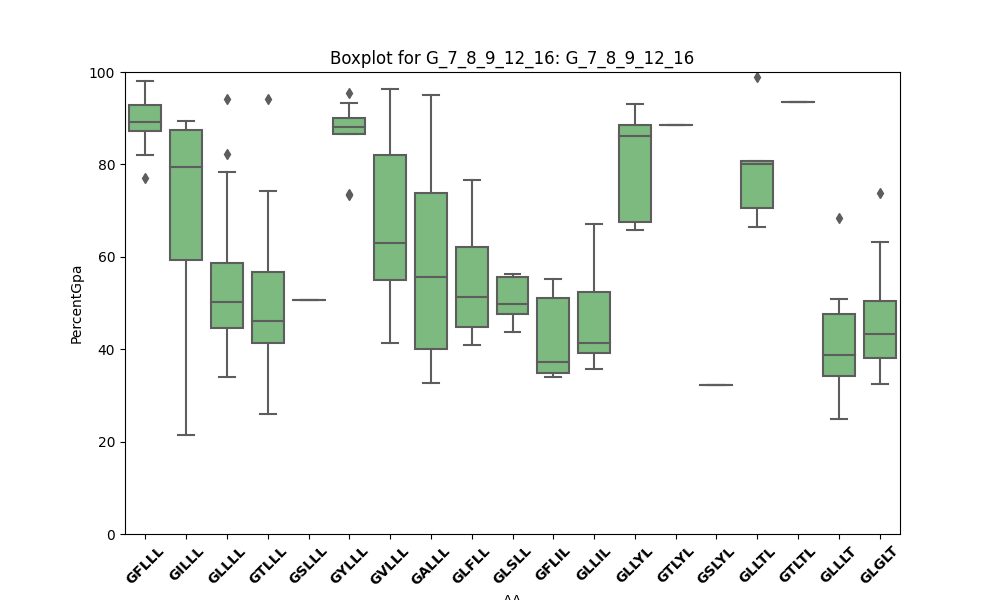 Boxplot for G_7_8_9_12_16: G_7_8_9_12_16
100
80
60
40
20
0
PercentGpa
GFLLL GILLL GLLLL GTLLL GSLLL GYLLL GVLLL GALLL GLFLL GLSLL GFLIL GLLIL GLLYL GTLYL GSLYL GLLTL GTLTL GLLLT GLGLT
AA